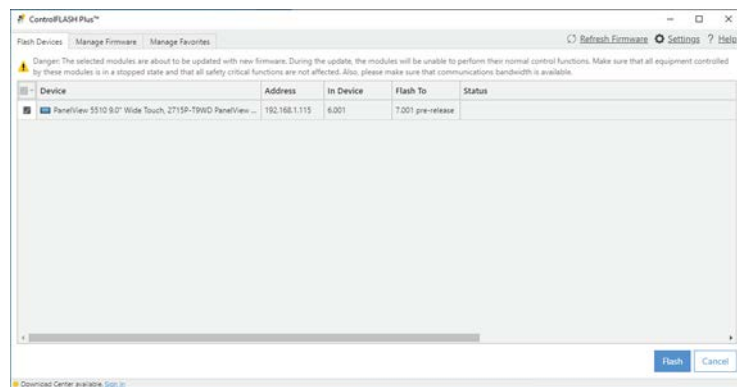 ControlFLASH Plus™
Flash Devices Manage Firmware Manage Favorites Refresh Firmware Settings ? Help
Danger: The selected modules are about to be updated with new firmware. During the update, the modules will be unable to perform their normal control functions. Make sure that all equipment controlled
by these modules is in a stopped state and that all safety critical functions are not affected. Also, please make sure that communications bandwidth is available.
Device Address In Device Flash To Status
PanelView 5510 9.0" Wide Touch, 2715P-T9WD PanelView ... 192.168.1.115 6.001 7.001 pre-release
Flash Cancel
Download Center available. Sign in